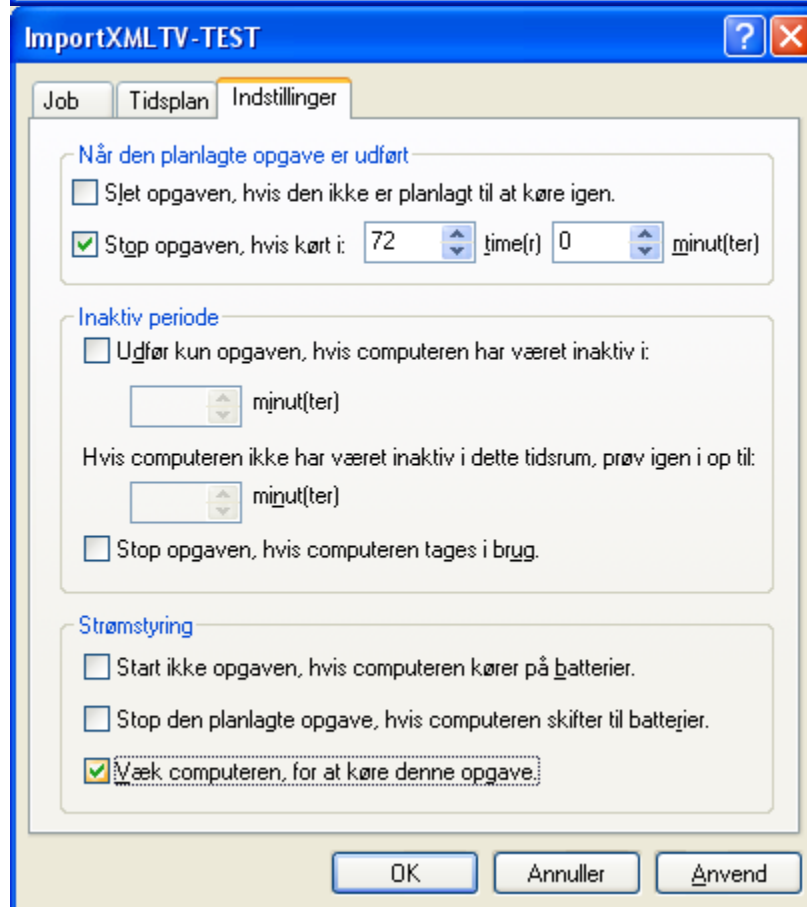 ImportXMLTV-TEST
Job Tidsplan Indstillinger
Når den planlagte opgave er udført
Slet opgaven, hvis den ikke er planlagt til at køre igen.
Stop opgaven, hvis kørt i: 72 time(r) 0 minut(ter)
Inaktiv periode
Udfør kun opgaven, hvis computeren har været inaktiv i:
minut(ter)
Hvis computeren ikke har været inaktiv i dette tidsrum, prøv igen i op til:
minut(ter)
Stop opgaven, hvis computeren tages i brug.
Strømstyring
Start ikke opgaven, hvis computeren kører på batterier.
Stop den planlagte opgave, hvis computeren skifter til batterier.
Væk computeren, for at køre denne opgave.
OK Annuller Anvend